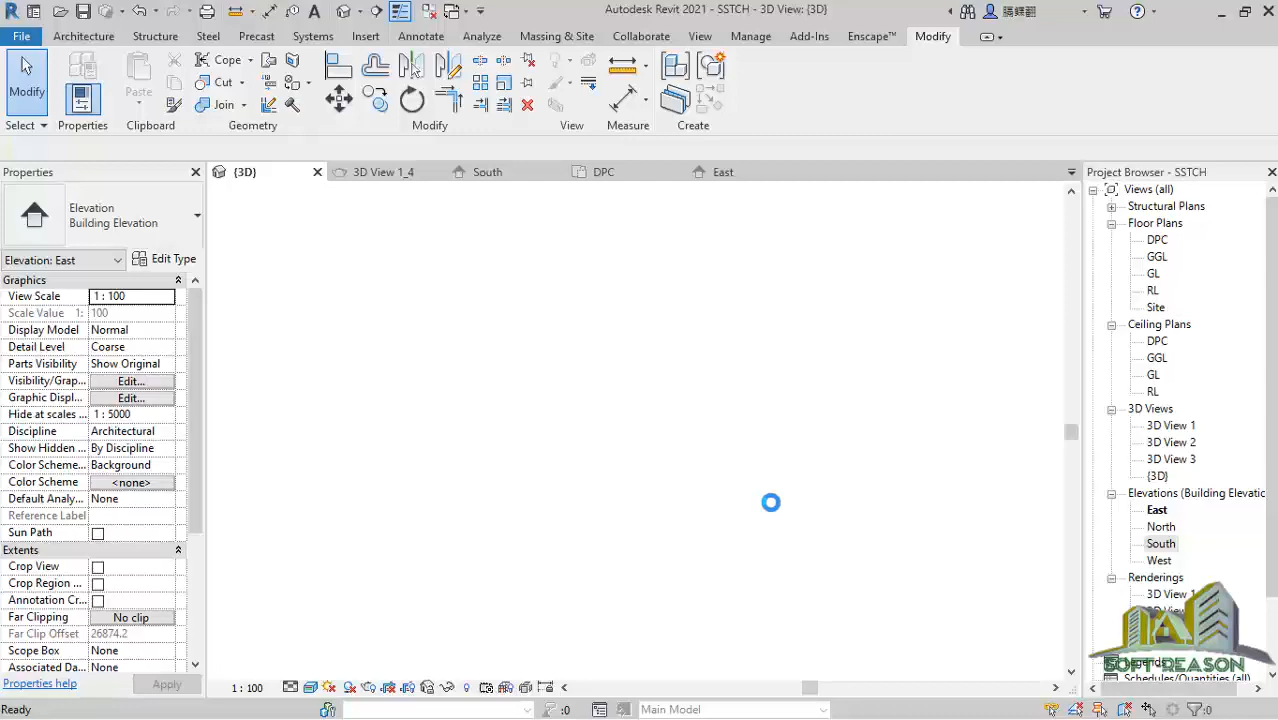 Autodesk Revit 2021 - SSTCH - 3D View: {3D}
File Architecture Structure Steel Precast Systems Insert Annotate Analyze Massing & Site Collaborate View Manage Add-Ins Enscape™ Modify
Modify Paste Cope Cut Join
Select Properties Clipboard Geometry Modify View Measure Create
Properties
{3D} 3D View 1_4 South DPC East
Project Browser - SSTCH
Elevation
Building Elevation
Elevation: East Edit Type
Graphics
View Scale 1 : 100
Scale Value 1: 100
Display Model Normal
Detail Level Coarse
Parts Visibility Show Original
Visibility/Grap... Edit...
Graphic Displ... Edit...
Hide at scales ... 1 : 5000
Discipline Architectural
Show Hidden ... By Discipline
Color Scheme... Background
Color Scheme <none>
Default Analy... None
Reference Label
Sun Path
Extents
Crop View
Crop Region ...
Annotation Cr...
Far Clipping No clip
Far Clip Offset 26874.2
Scope Box None
Associated Da... None
Properties help Apply
Views (all)
Structural Plans
Floor Plans
DPC
GGL
GL
RL
Site
Ceiling Plans
DPC
GGL
GL
RL
3D Views
3D View 1
3D View 2
3D View 3
{3D}
Elevations (Building Elevatic
East
North
South
West
Renderings
3D View 1
Legends
SOFT REASON
Schedules/Quantities (all)
1 : 100
Ready :0 Main Model :0